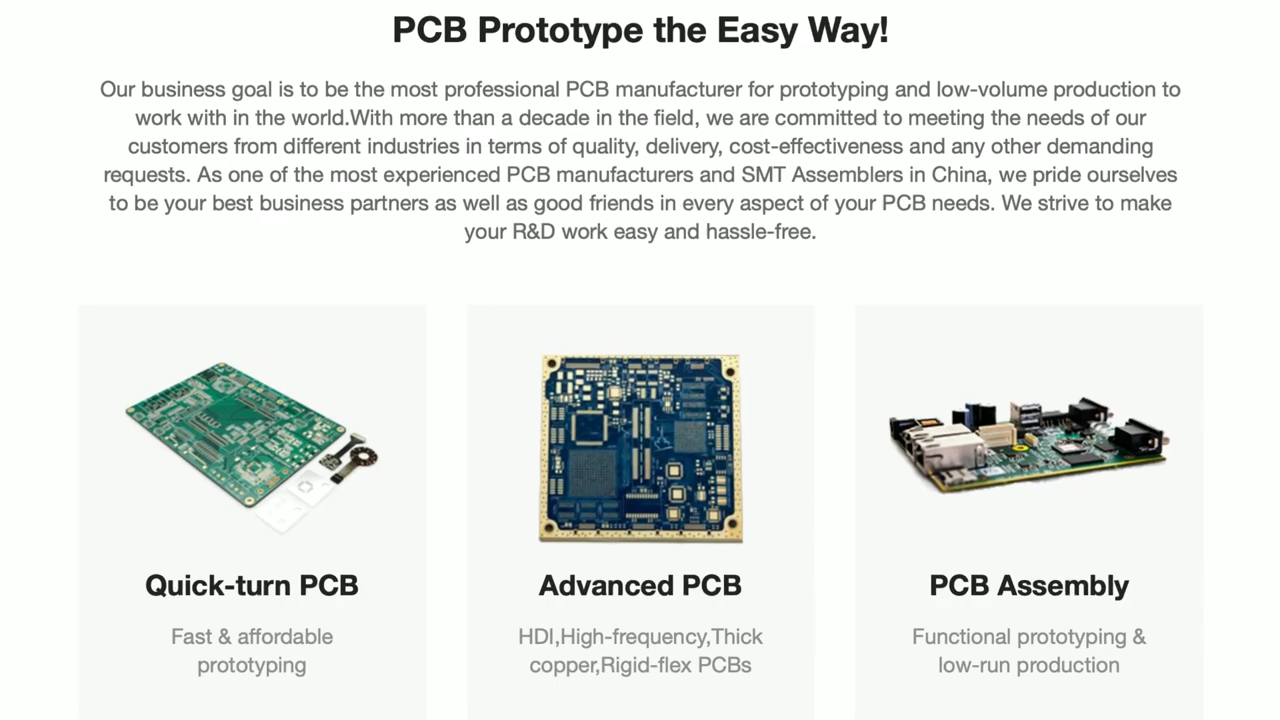 PCB Prototype the Easy Way!
Our business goal is to be the most professional PCB manufacturer for prototyping and low-volume production to
work with in the world.With more than a decade in the field, we are committed to meeting the needs of our
customers from different industries in terms of quality, delivery, cost-effectiveness and any other demanding
requests. As one of the most experienced PCB manufacturers and SMT Assemblers in China, we pride ourselves
to be your best business partners as well as good friends in every aspect of your PCB needs. We strive to make
your R&D work easy and hassle-free.
Quick-turn PCB
Fast & affordable
prototyping
Advanced PCB
HDI,High-frequency,Thick
copper,Rigid-flex PCBs
PCB Assembly
Functional prototyping &
low-run production